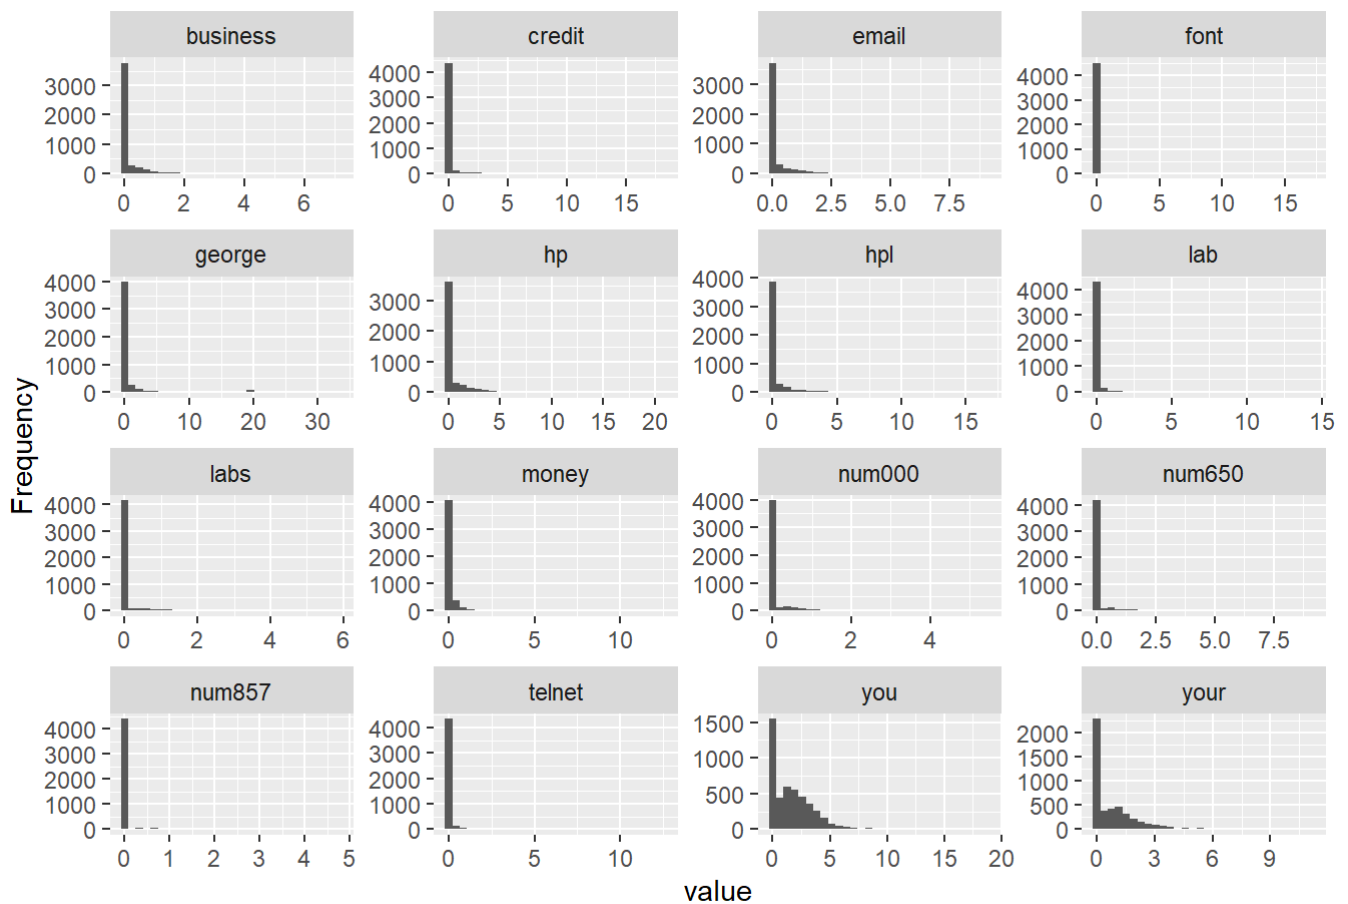 business credit email font
3000 4000 3000 4000
2000 3000 2000 3000
1000 2000 1000 2000
0 1000 0 1000
0 0
0 2 4 6 0 5 10 15 0.0 2.5 5.0 7.5 0 5 10 15
george hp hpl lab
4000 3000 4000 4000
3000 2000 3000 3000
2000 1000 2000 2000
1000 0 1000 1000
0 0 0
0 10 20 30 0 5 10 15 20 0 5 10 15 0 5 10 15
Frequency
labs money num000 num650
4000 4000 4000 4000
3000 3000 3000 3000
2000 2000 2000 2000
1000 1000 1000 1000
0 0 0 0
0 2 4 6 0 5 10 0 2 4 0.0 2.5 5.0 7.5
num857 telnet you your
4000 4000 1500 2000
3000 3000 1000 1500
2000 2000 500 1000
1000 1000 0 500
0 0 0
0 1 2 3 4 5 0 5 10 0 5 10 15 20 0 3 6 9
value